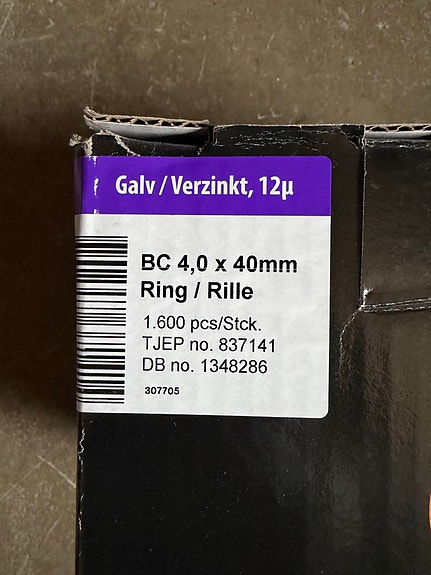 Galv / Verzinkt, 12µ
BC 4,0 x 40mm
Ring / Rille
1.600 pcs/Stck.
TJEP no. 837141
DB no. 1348286
307705